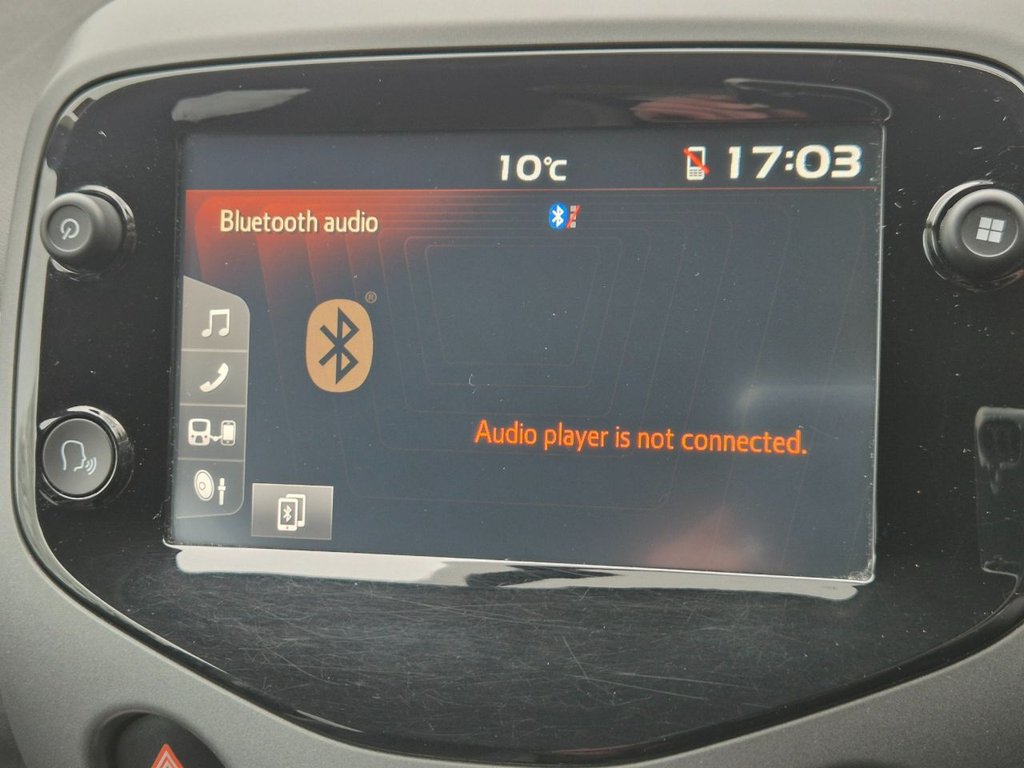 10°C
17:03
Bluetooth audio
®
Audio player is not connected.